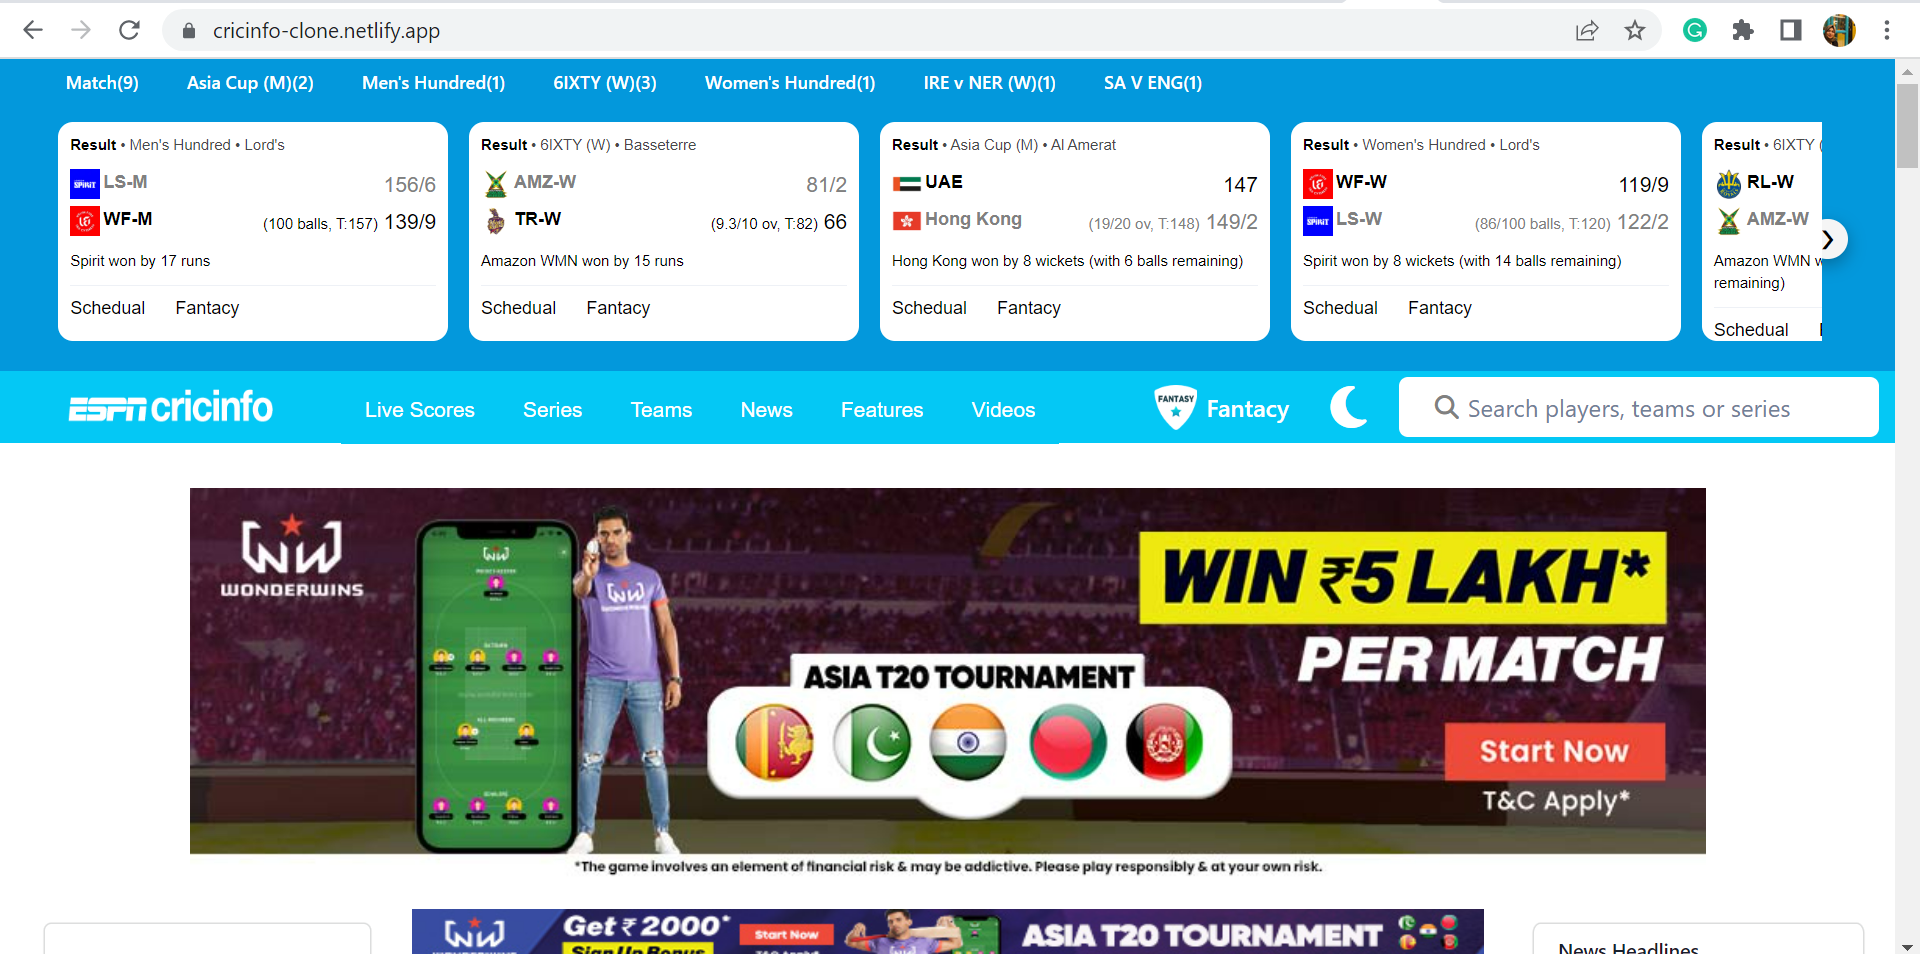 cricinfo-clone.netlify.app
Match(9) Asia Cup (M)(2) Men's Hundred(1) 6IXTY (W)(3) Women's Hundred(1) IRE v NER (W)(1) SA V ENG(1)
Result • Men's Hundred • Lord's
SPIRIT LS-M 156/6
WF-M (100 balls, T:157) 139/9
Spirit won by 17 runs
Schedual Fantacy
Result • 6IXTY (W) • Basseterre
AMZ-W 81/2
TR-W (9.3/10 ov, T:82) 66
Amazon WMN won by 15 runs
Schedual Fantacy
Result • Asia Cup (M) • Al Amerat
UAE 147
Hong Kong (19/20 ov, T:148) 149/2
Hong Kong won by 8 wickets (with 6 balls remaining)
Schedual Fantacy
Result • Women's Hundred • Lord's
WF-W 119/9
SPIRIT LS-W (86/100 balls, T:120) 122/2
Spirit won by 8 wickets (with 14 balls remaining)
Schedual Fantacy
Result • 6IXTY (
RL-W
AMZ-W
Amazon WMN
remaining)
Schedual
ESPN cricinfo Live Scores Series Teams News Features Videos FANTASY Fantacy Search players, teams or series
WONDERWINS
WONDERWINS
WIN ₹5 LAKH*
PER MATCH
ASIA T20 TOURNAMENT
Start Now
T&C Apply*
*The game involves an element of financial risk & may be addictive. Please play responsibly & at your own risk.
Get ₹ 2000*
Sign Up Bonus
Start Now
ASIA T20 TOURNAMENT
News Headlines